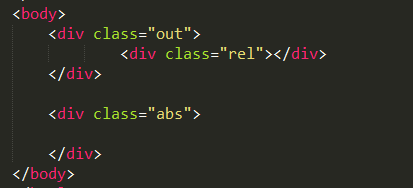 <body>
<div class="out">
<div class="rel"></div>
</div>
<div class="abs">
</div>
</body>